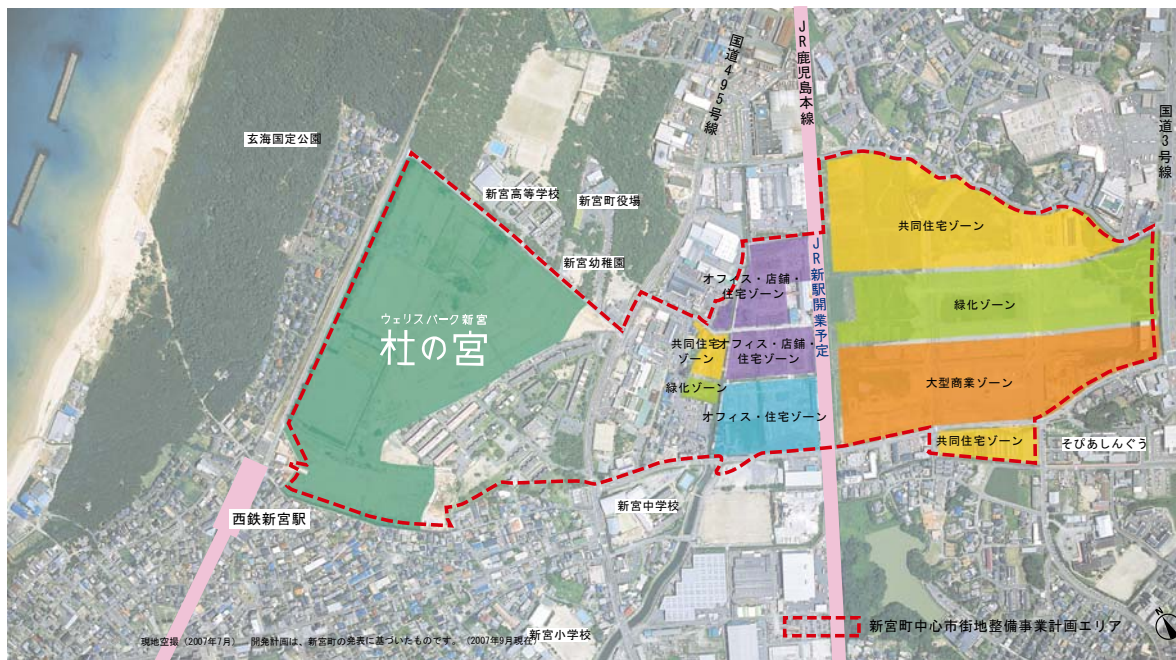 JR鹿児島本線
国道495号線
国道3号線
玄海国定公園
新宮高等学校
新宮町役場
共同住宅ゾーン
新宮幼稚園
オフィス・店舗・
住宅ゾーン
JR新駅開業予定
緑化ゾーン
ウェリスパーク新宮
杜の宮
共同住宅
ゾーン
オフィス・店舗・
住宅ゾーン
大型商業ゾーン
緑化ゾーン
オフィス・住宅ゾーン
共同住宅ゾーン
そぴあしんぐう
新宮中学校
西鉄新宮駅
新宮町中心市街地整備事業計画エリア
N
新宮小学校
現地空撮（2007年7月） 開発計画は、新宮町の発表に基づいたものです。（2007年9月現在）